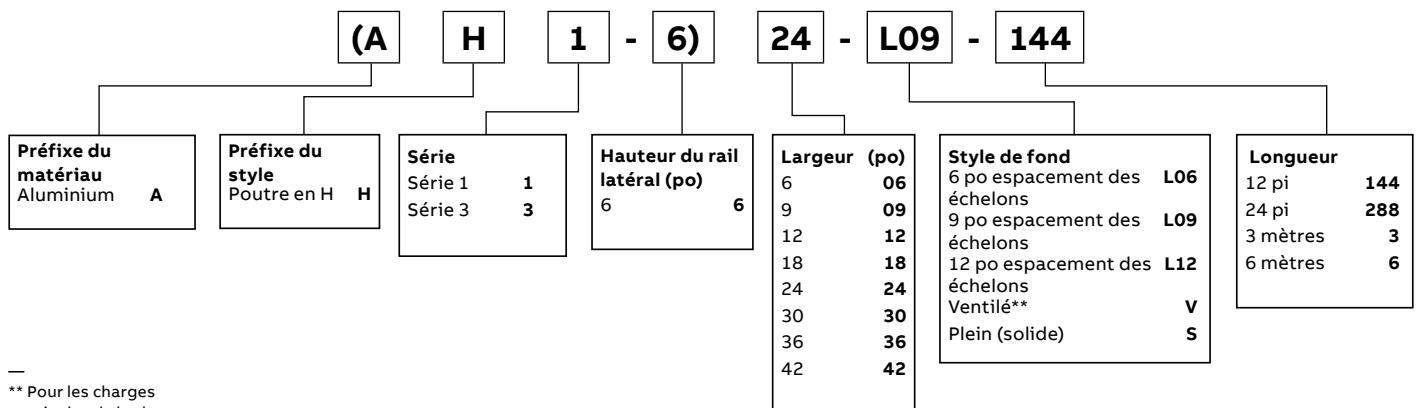 (A H 1 - 6) 24 - L09 - 144
Préfixe du
matériau
Aluminium A
Préfixe du
style
Poutre en H H
Série
Série 1 1
Série 3 3
Hauteur du rail
latéral (po)
6 6
Largeur (po)
6 06
9 09
12 12
18 18
24 24
30 30
36 36
42 42
Style de fond
6 po espacement des L06
échelons
9 po espacement des L09
échelons
12 po espacement des L12
échelons
Ventilé** V
Plein (solide) S
Longueur
12 pi 144
24 pi 288
3 mètres 3
6 mètres 6
—
** Pour les charges